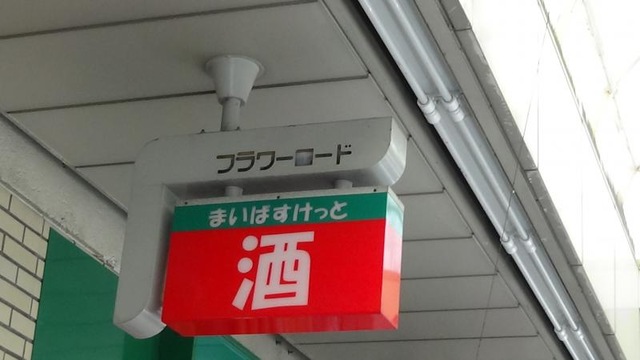 フラワーロード
まいばすけっと
酒